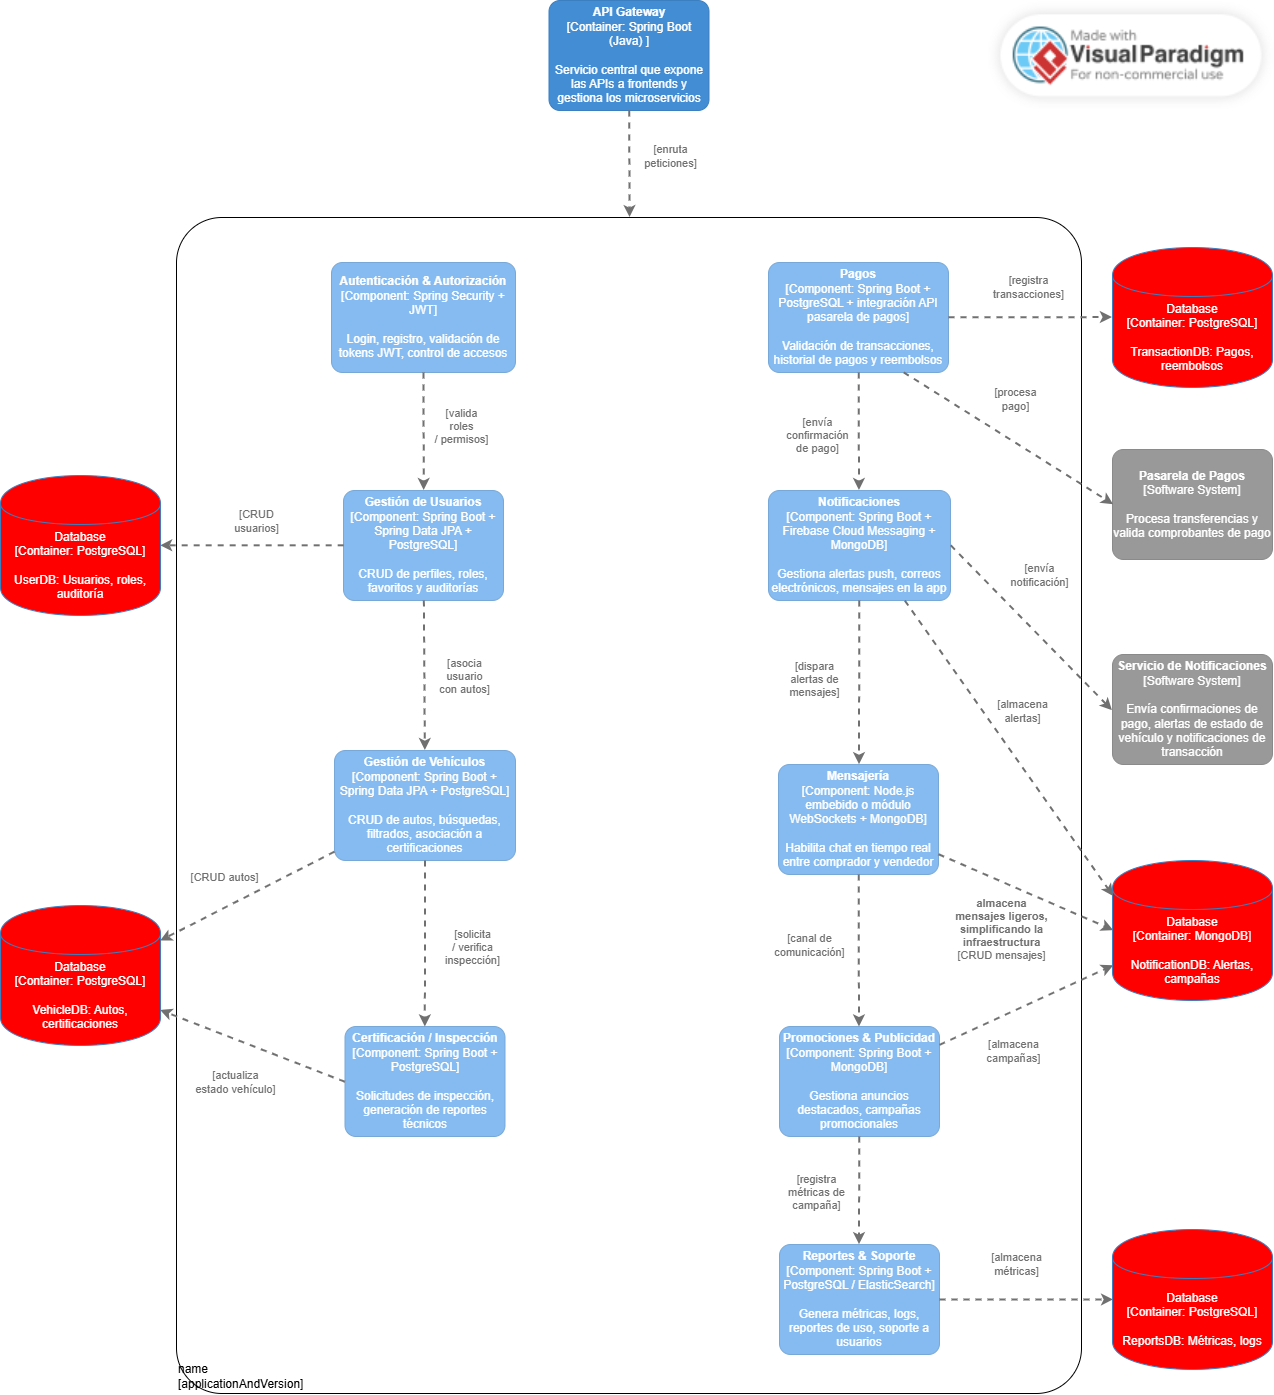 API Gateway
[Container: Spring Boot
(Java) ]
Servicio central que expone
las APIs a frontends y
gestiona los microservicios
Made with
Visual Paradigm
For non-commercial use
[enruta
peticiones]
Autenticación & Autorización
[Component: Spring Security +
JWT]
Login, registro, validación de
tokens JWT, control de accesos
Pagos
[Component: Spring Boot +
PostgreSQL + integración API
pasarela de pagos]
Validación de transacciones,
historial de pagos y reembolsos
[registra
transacciones]
Database
[Container: PostgreSQL]
TransactionDB: Pagos,
reembolsos
[valida
roles
/ permisos]
[envía
confirmación
de pago]
[procesa
pago]
Pasarela de Pagos
[Software System]
Procesa transferencias y
valida comprobantes de pago
Database
[Container: PostgreSQL]
UserDB: Usuarios, roles,
auditoría
[CRUD
usuarios]
Gestión de Usuarios
[Component: Spring Boot +
Spring Data JPA +
PostgreSQL]
CRUD de perfiles, roles,
favoritos y auditorías
Notificaciones
[Component: Spring Boot +
Firebase Cloud Messaging +
MongoDB]
Gestiona alertas push, correos
electrónicos, mensajes en la app
[envía
notificación]
[asocia
usuario
con autos]
[dispara
alertas de
mensajes]
[almacena
alertas]
Servicio de Notificaciones
[Software System]
Envía confirmaciones de
pago, alertas de estado de
vehículo y notificaciones de
transacción
Gestión de Vehículos
[Component: Spring Boot +
Spring Data JPA + PostgreSQL]
CRUD de autos, búsquedas,
filtrados, asociación a
certificaciones
Mensajería
[Component: Node.js
embebido o módulo
WebSockets + MongoDB]
Habilita chat en tiempo real
entre comprador y vendedor
[CRUD autos]
[solicita
/ verifica
inspección]
[canal de
comunicación]
almacena
mensajes ligeros,
simplificando la
infraestructura
[CRUD mensajes]
Database
[Container: MongoDB]
NotificationDB: Alertas,
campañas
Database
[Container: PostgreSQL]
VehicleDB: Autos,
certificaciones
[actualiza
estado vehículo]
Certificación / Inspección
[Component: Spring Boot +
PostgreSQL]
Solicitudes de inspección,
generación de reportes
técnicos
Promociones & Publicidad
[Component: Spring Boot +
MongoDB]
Gestiona anuncios
destacados, campañas
promocionales
[almacena
campañas]
[registra
métricas de
campaña]
Reportes & Soporte
[Component: Spring Boot +
PostgreSQL / ElasticSearch]
Genera métricas, logs,
reportes de uso, soporte a
usuarios
[almacena
métricas]
Database
[Container: PostgreSQL]
ReportsDB: Métricas, logs
name
[applicationAndVersion]